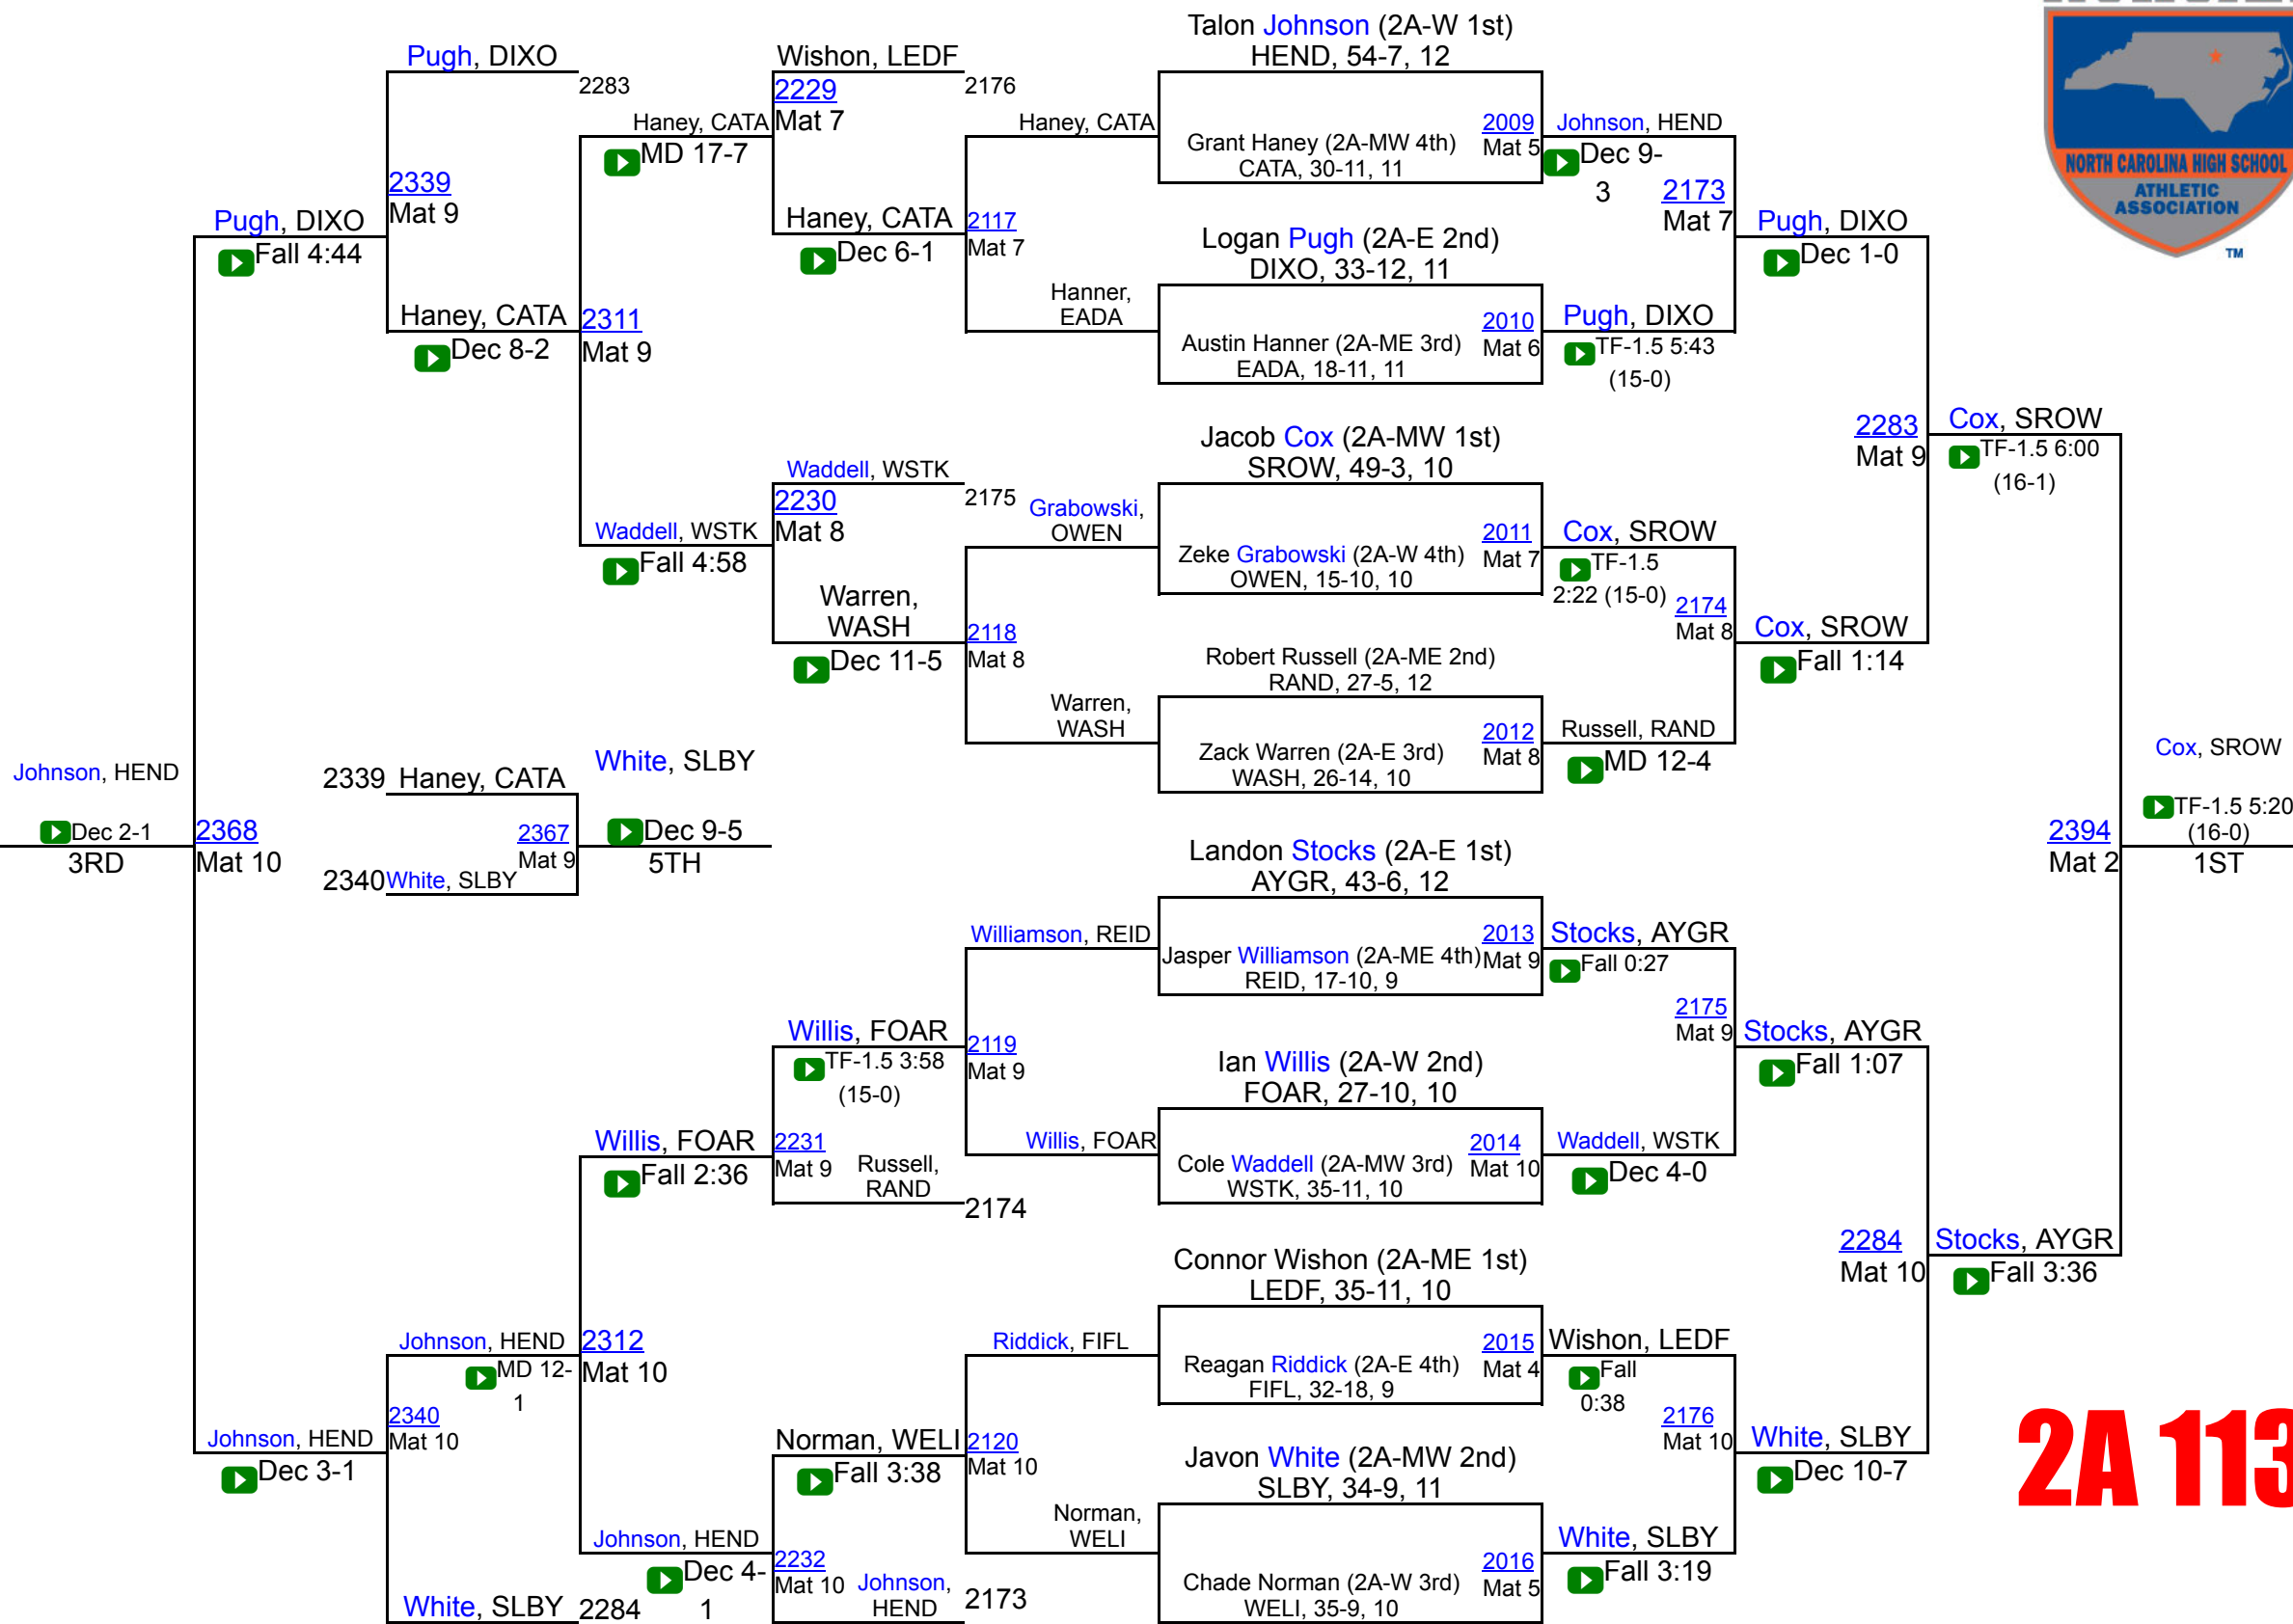 Talon Johnson (2A-W 1st)
HEND, 54-7, 12
Grant Haney (2A-MW 4th)
CATA, 30-11, 11
2009
Mat 5
Logan Pugh (2A-E 2nd)
DIXO, 33-12, 11
Austin Hanner (2A-ME 3rd)
EADA, 18-11, 11
2010
Mat 6
Jacob Cox (2A-MW 1st)
SROW, 49-3, 10
Zeke Grabowski (2A-W 4th)
OWEN, 15-10, 10
2011
Mat 7
Robert Russell (2A-ME 2nd)
RAND, 27-5, 12
Zack Warren (2A-E 3rd)
WASH, 26-14, 10
2012
Mat 8
Landon Stocks (2A-E 1st)
AYGR, 43-6, 12
Jasper Williamson (2A-ME 4th)
REID, 17-10, 9
2013
Mat 9
Ian Willis (2A-W 2nd)
FOAR, 27-10, 10
Cole Waddell (2A-MW 3rd)
WSTK, 35-11, 10
2014
Mat 10
Connor Wishon (2A-ME 1st)
LEDF, 35-11, 10
Reagan Riddick (2A-E 4th)
FIFL, 32-18, 9
2015
Mat 4
Javon White (2A-MW 2nd)
SLBY, 34-9, 11
Chade Norman (2A-W 3rd)
WELI, 35-9, 10
2016
Mat 5
Johnson, HEND
Dec 9-
3
2173
Mat 7
Pugh, DIXO
TF-1.5 5:43
(15-0)
Cox, SROW
TF-1.5
2:22 (15-0)
2174
Mat 8
Russell, RAND
MD 12-4
Stocks, AYGR
Fall 0:27
2175
Mat 9
Waddell, WSTK
Dec 4-0
Wishon, LEDF
Fall
0:38
2176
Mat 10
White, SLBY
Fall 3:19
Pugh, DIXO
Dec 1-0
2283
Mat 9
Cox, SROW
Fall 1:14
Stocks, AYGR
Fall 1:07
2284
Mat 10
White, SLBY
Dec 10-7
Cox, SROW
TF-1.5 6:00
(16-1)
2394
Mat 2
Stocks, AYGR
Fall 3:36
Cox, SROW
TF-1.5 5:20
(16-0)
1ST
Haney, CATA
2117
Mat 7
Hanner,
EADA
Grabowski,
OWEN
2118
Mat 8
Warren,
WASH
Williamson, REID
2119
Mat 9
Willis, FOAR
Riddick, FIFL
2120
Mat 10
Norman,
WELI
Wishon, LEDF
2176
2229
Mat 7
Haney, CATA
Dec 6-1
Waddell, WSTK
2175
2230
Mat 8
Warren,
WASH
Dec 11-5
Willis, FOAR
TF-1.5 3:58
(15-0)
2231
Mat 9
Russell,
RAND
2174
Norman, WELI
Fall 3:38
2232
Mat 10
Johnson,
HEND
2173
Haney, CATA
MD 17-7
2311
Mat 9
Waddell, WSTK
Fall 4:58
Willis, FOAR
Fall 2:36
2312
Mat 10
Johnson, HEND
Dec 4-
1
Pugh, DIXO
2283
2339
Mat 9
Haney, CATA
Dec 8-2
Johnson, HEND
MD 12-
1
2340
Mat 10
White, SLBY
2284
Pugh, DIXO
Fall 4:44
2368
Mat 10
Johnson, HEND
Dec 3-1
Johnson, HEND
Dec 2-1
3RD
2339 Haney, CATA
2367
Mat 9
2340 White, SLBY
White, SLBY
Dec 9-5
5TH
NORTH CAROLINA HIGH SCHOOL
ATHLETIC
ASSOCIATION
TM
2A 113